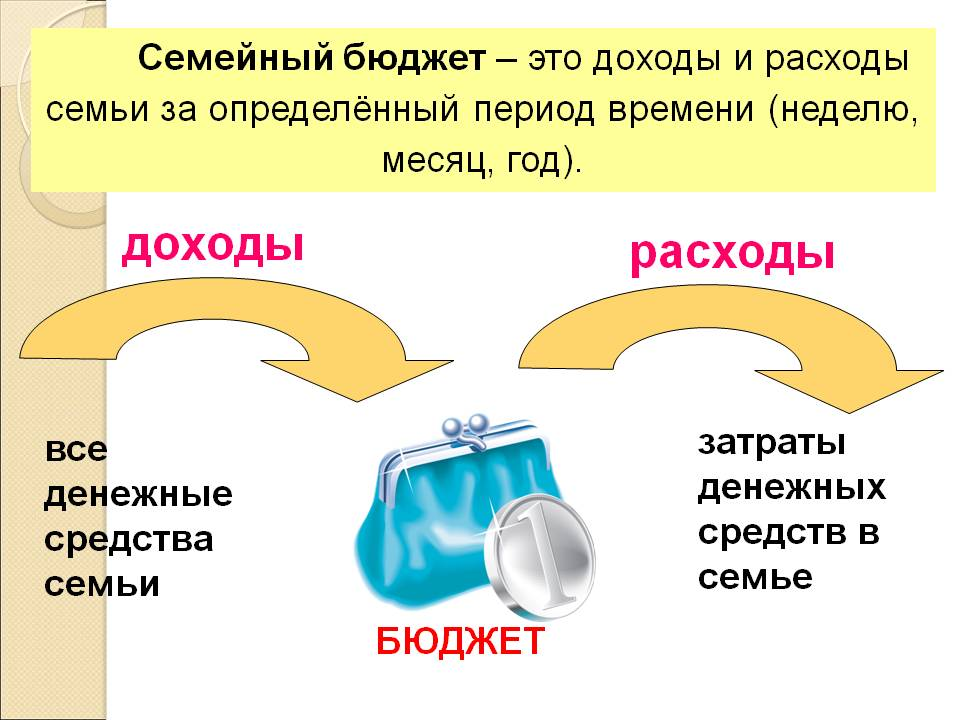 Семейный бюджет – это доходы и расходы
семьи за определённый период времени (неделю,
месяц, год).
доходы
расходы
все
денежные
средства
семьи
затраты
денежных
средств в
семье
1
БЮДЖЕТ